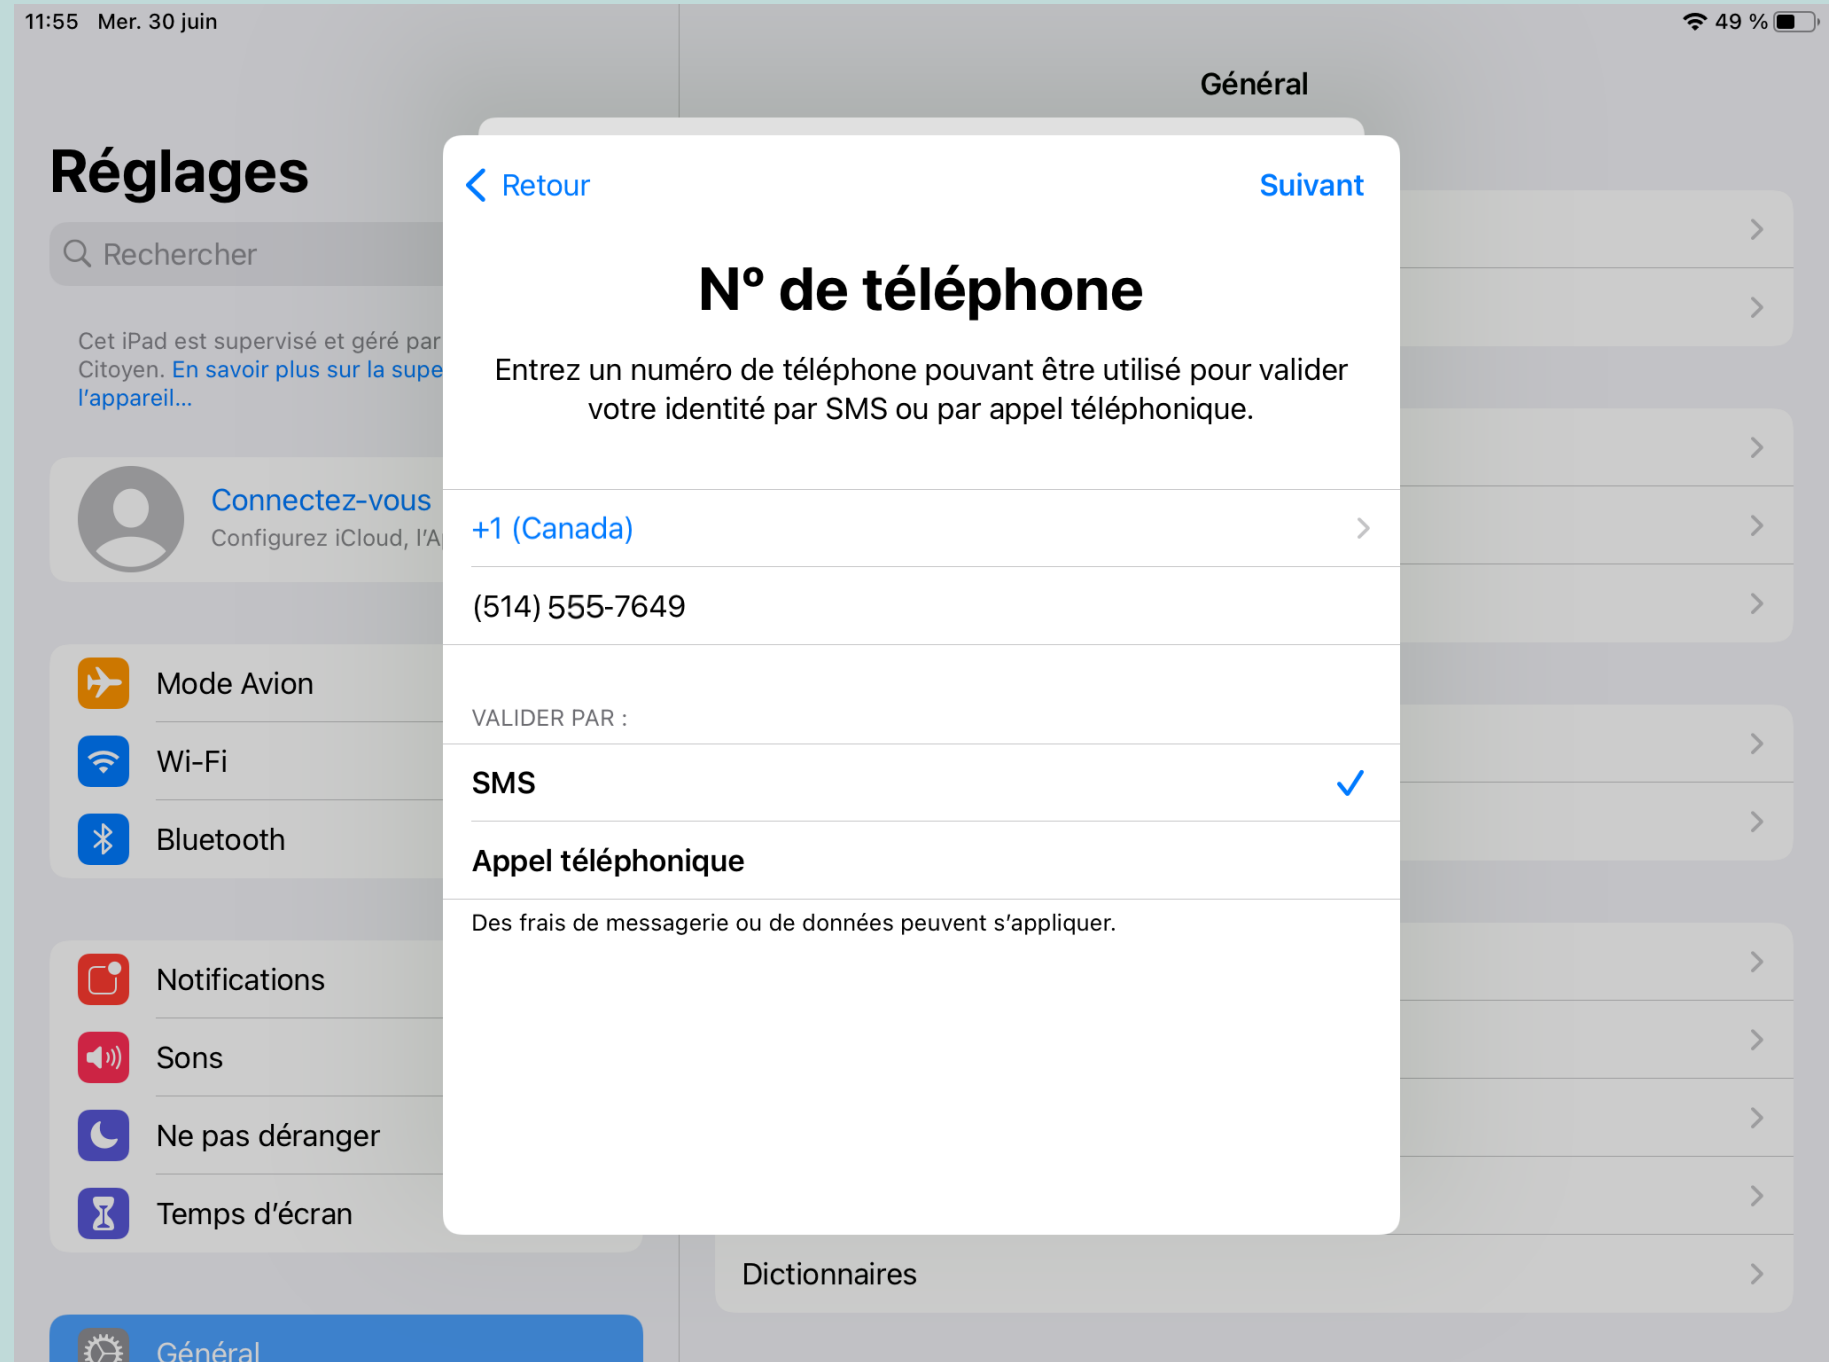 11:55 Mer. 30 juin
49 %
Général
Réglages
Rechercher
Cet iPad est supervisé et géré par
Citoyen. En savoir plus sur la supe
l’appareil...
Connectez-vous
Configurez iCloud, l’A
Mode Avion
Wi-Fi
Bluetooth
Notifications
Sons
Ne pas déranger
Temps d’écran
Général
Retour
Suivant
Nº de téléphone
Entrez un numéro de téléphone pouvant être utilisé pour valider
votre identité par SMS ou par appel téléphonique.
+1 (Canada)
(514) 555-7649
VALIDER PAR :
SMS
Appel téléphonique
Des frais de messagerie ou de données peuvent s’appliquer.
Dictionnaires